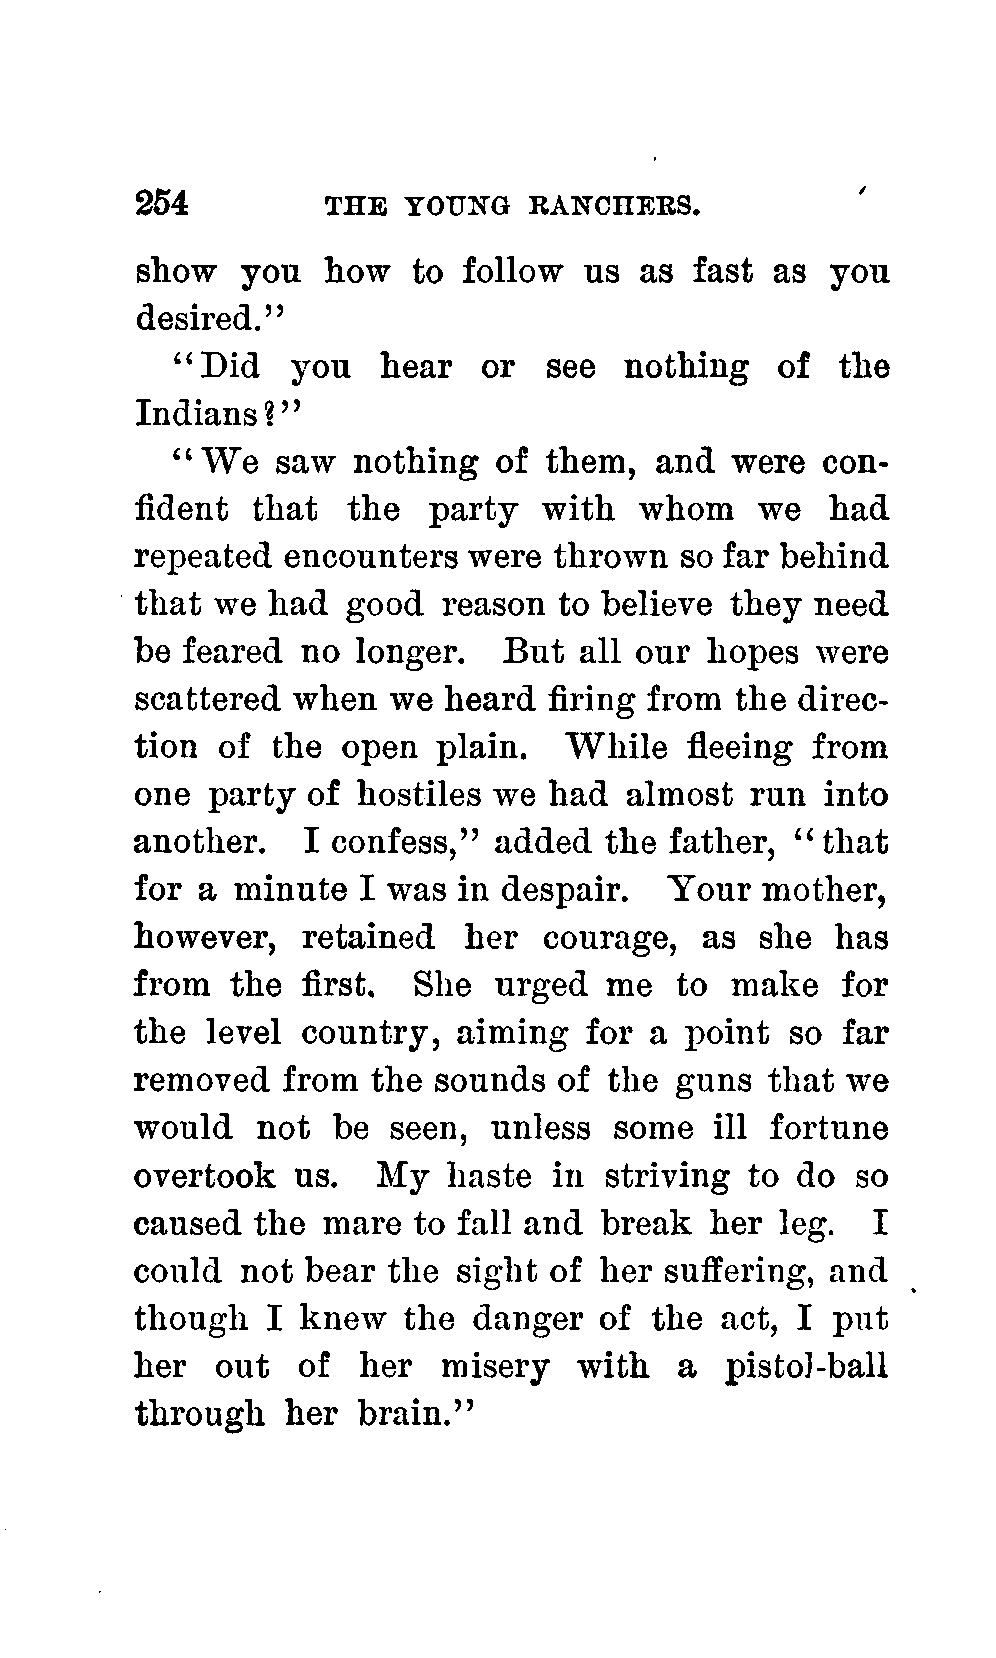 254 THE YOUNG RANCHERS.
show you how to follow us as fast as you
desired."
"Did you hear or see nothing of the
Indians?"
"We saw nothing of them, and were con-
fident that the party with whom we had
repeated encounters were thrown so far behind
that we had good reason to believe they need
be feared no longer. But all our hopes were
scattered when we heard firing from the direc-
tion of the open plain. While fleeing from
one party of hostiles we had almost run into
another. I confess," added the father, "that
for a minute I was in despair. Your mother,
however, retained her courage, as she has
from the first. She urged me to make for
the level country, aiming for a point so far
removed from the sounds of the guns that we
would not be seen, unless some ill fortune
overtook us. My haste in striving to do so
caused the mare to fall and break her leg. I
could not bear the sight of her suffering, and
though I knew the danger of the act, I put
her out of her misery with a pistol-ball
through her brain."